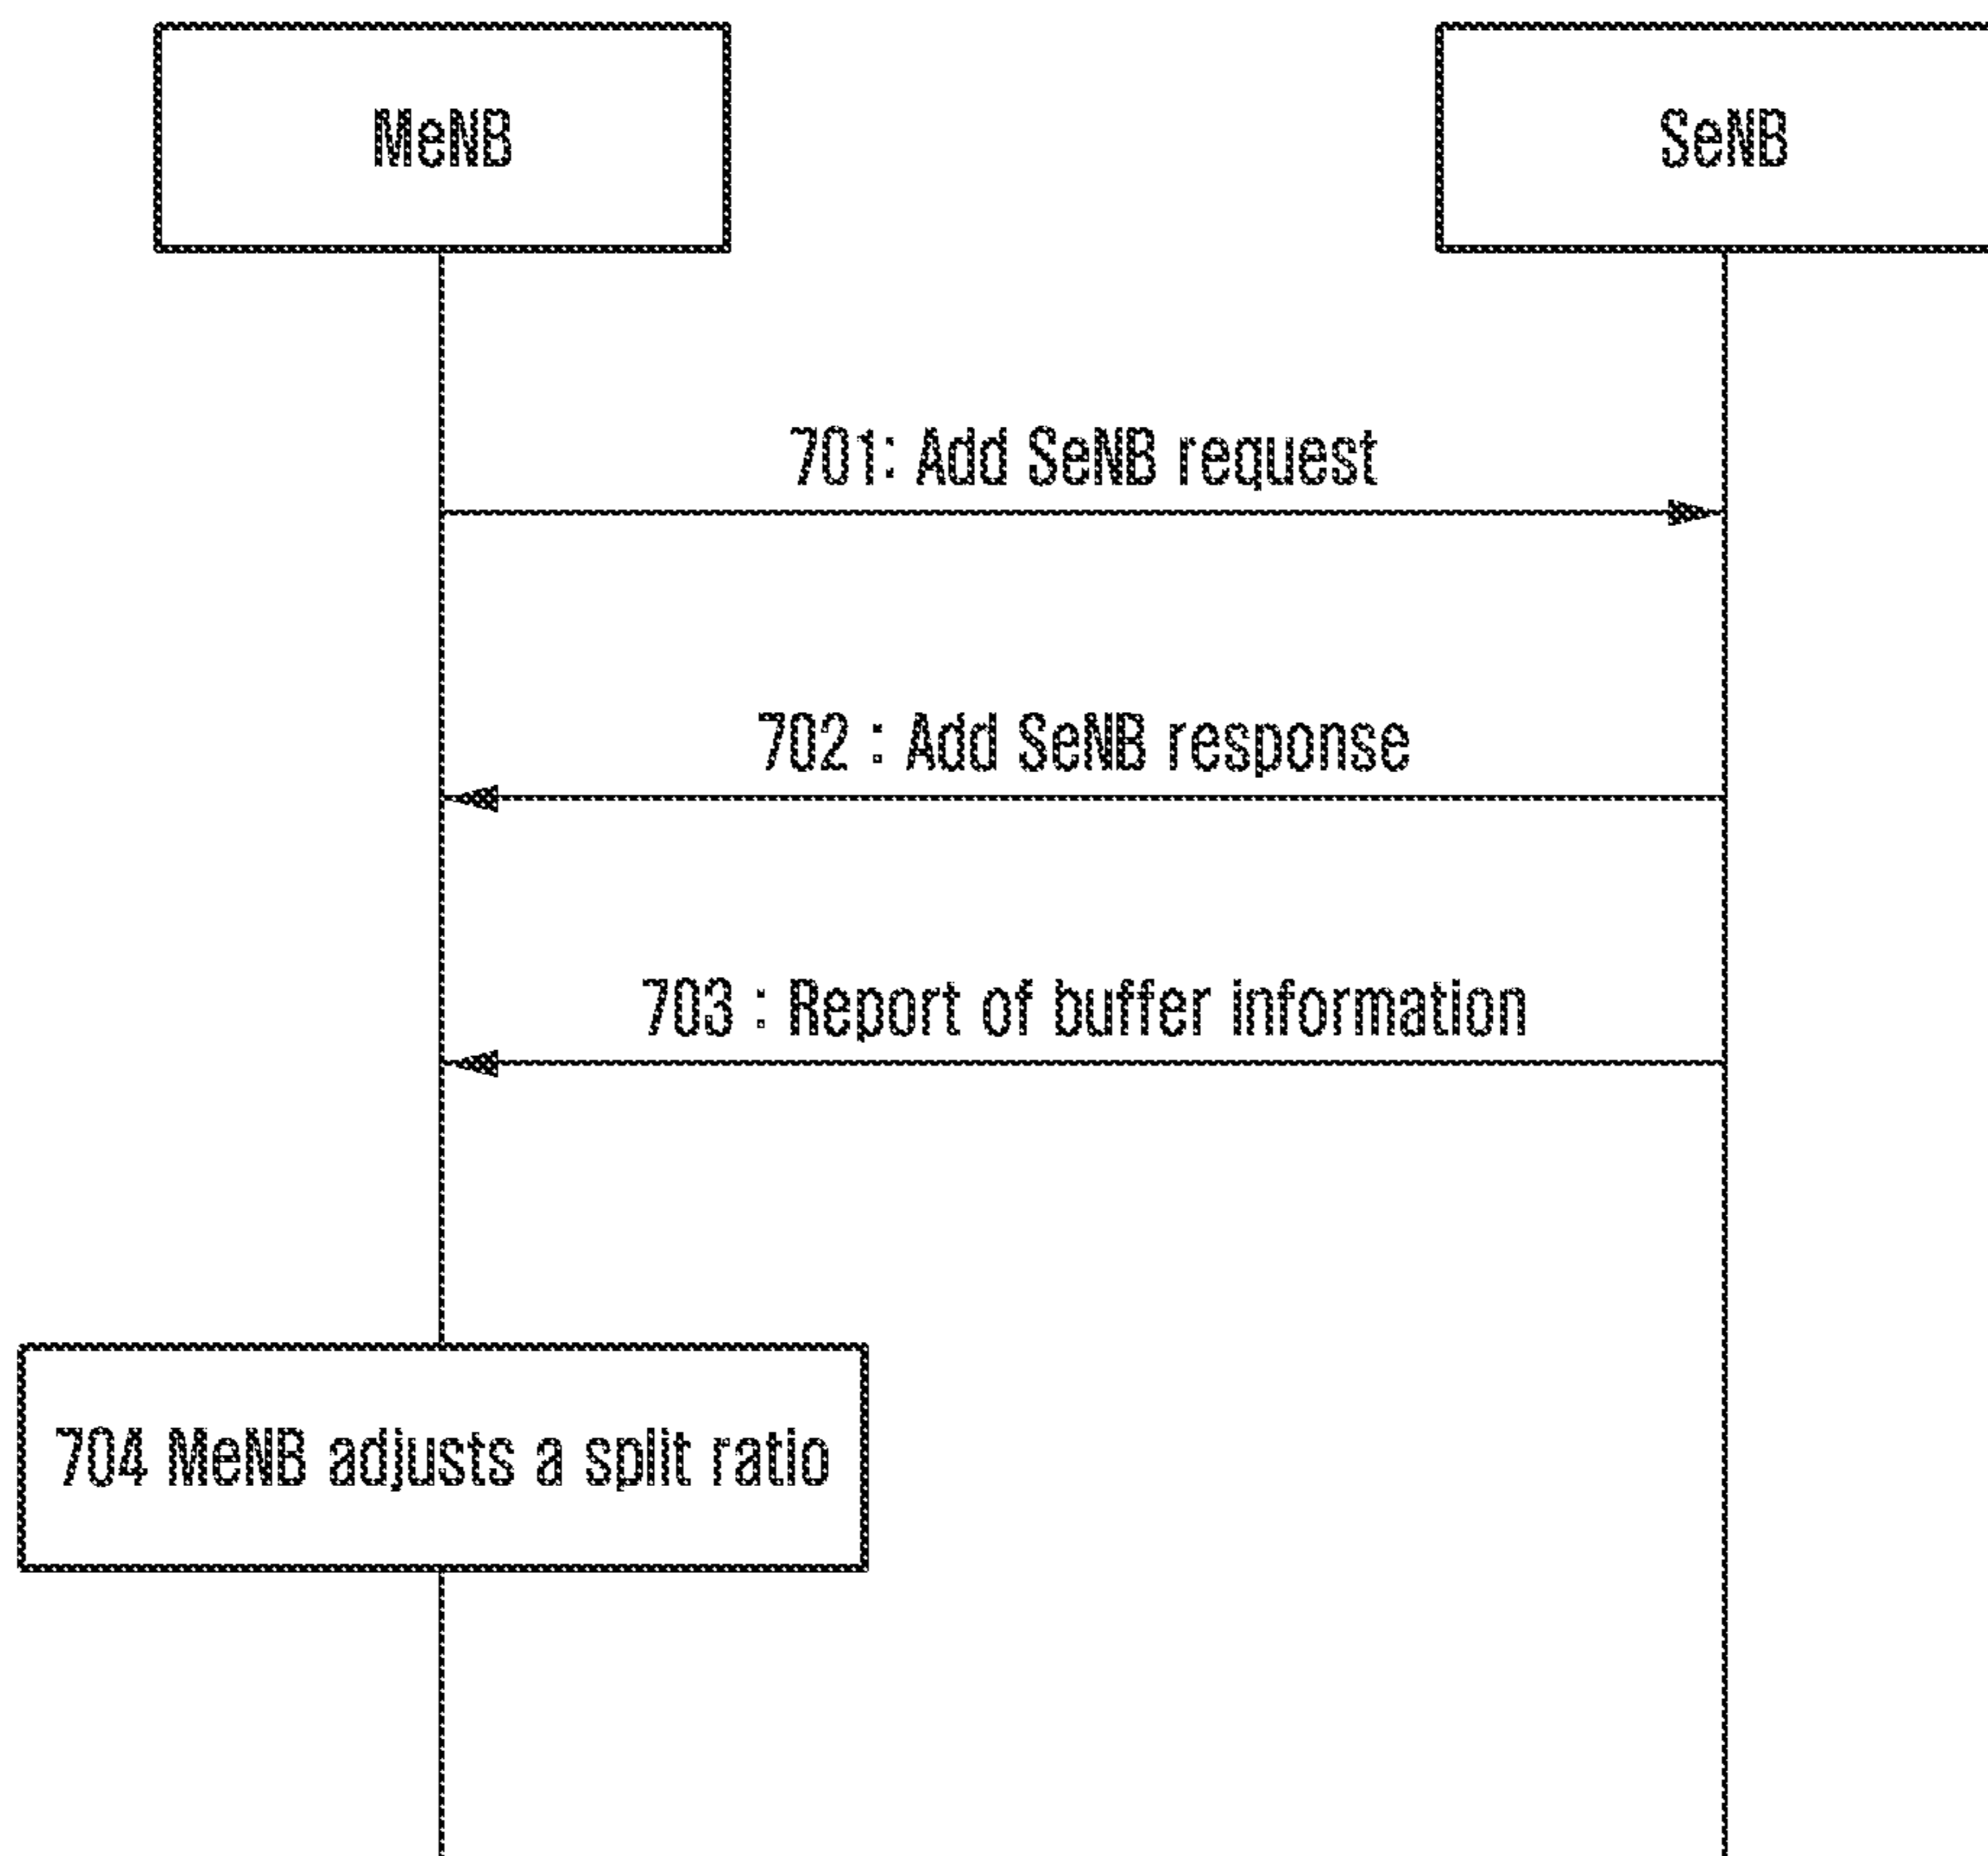 MeNB
SeNB
701: Add SeNB request
702 : Add SeNB response
703 : Report of buffer information
704 MeNB adjusts a split ratio